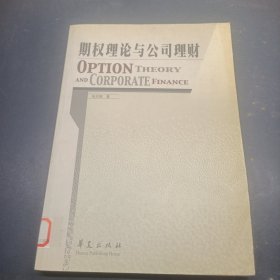 期权理论与公司理财
OPTION THEORY
AND CORPORATE FINANCE
华夏出版社
Huaxia Publishing House